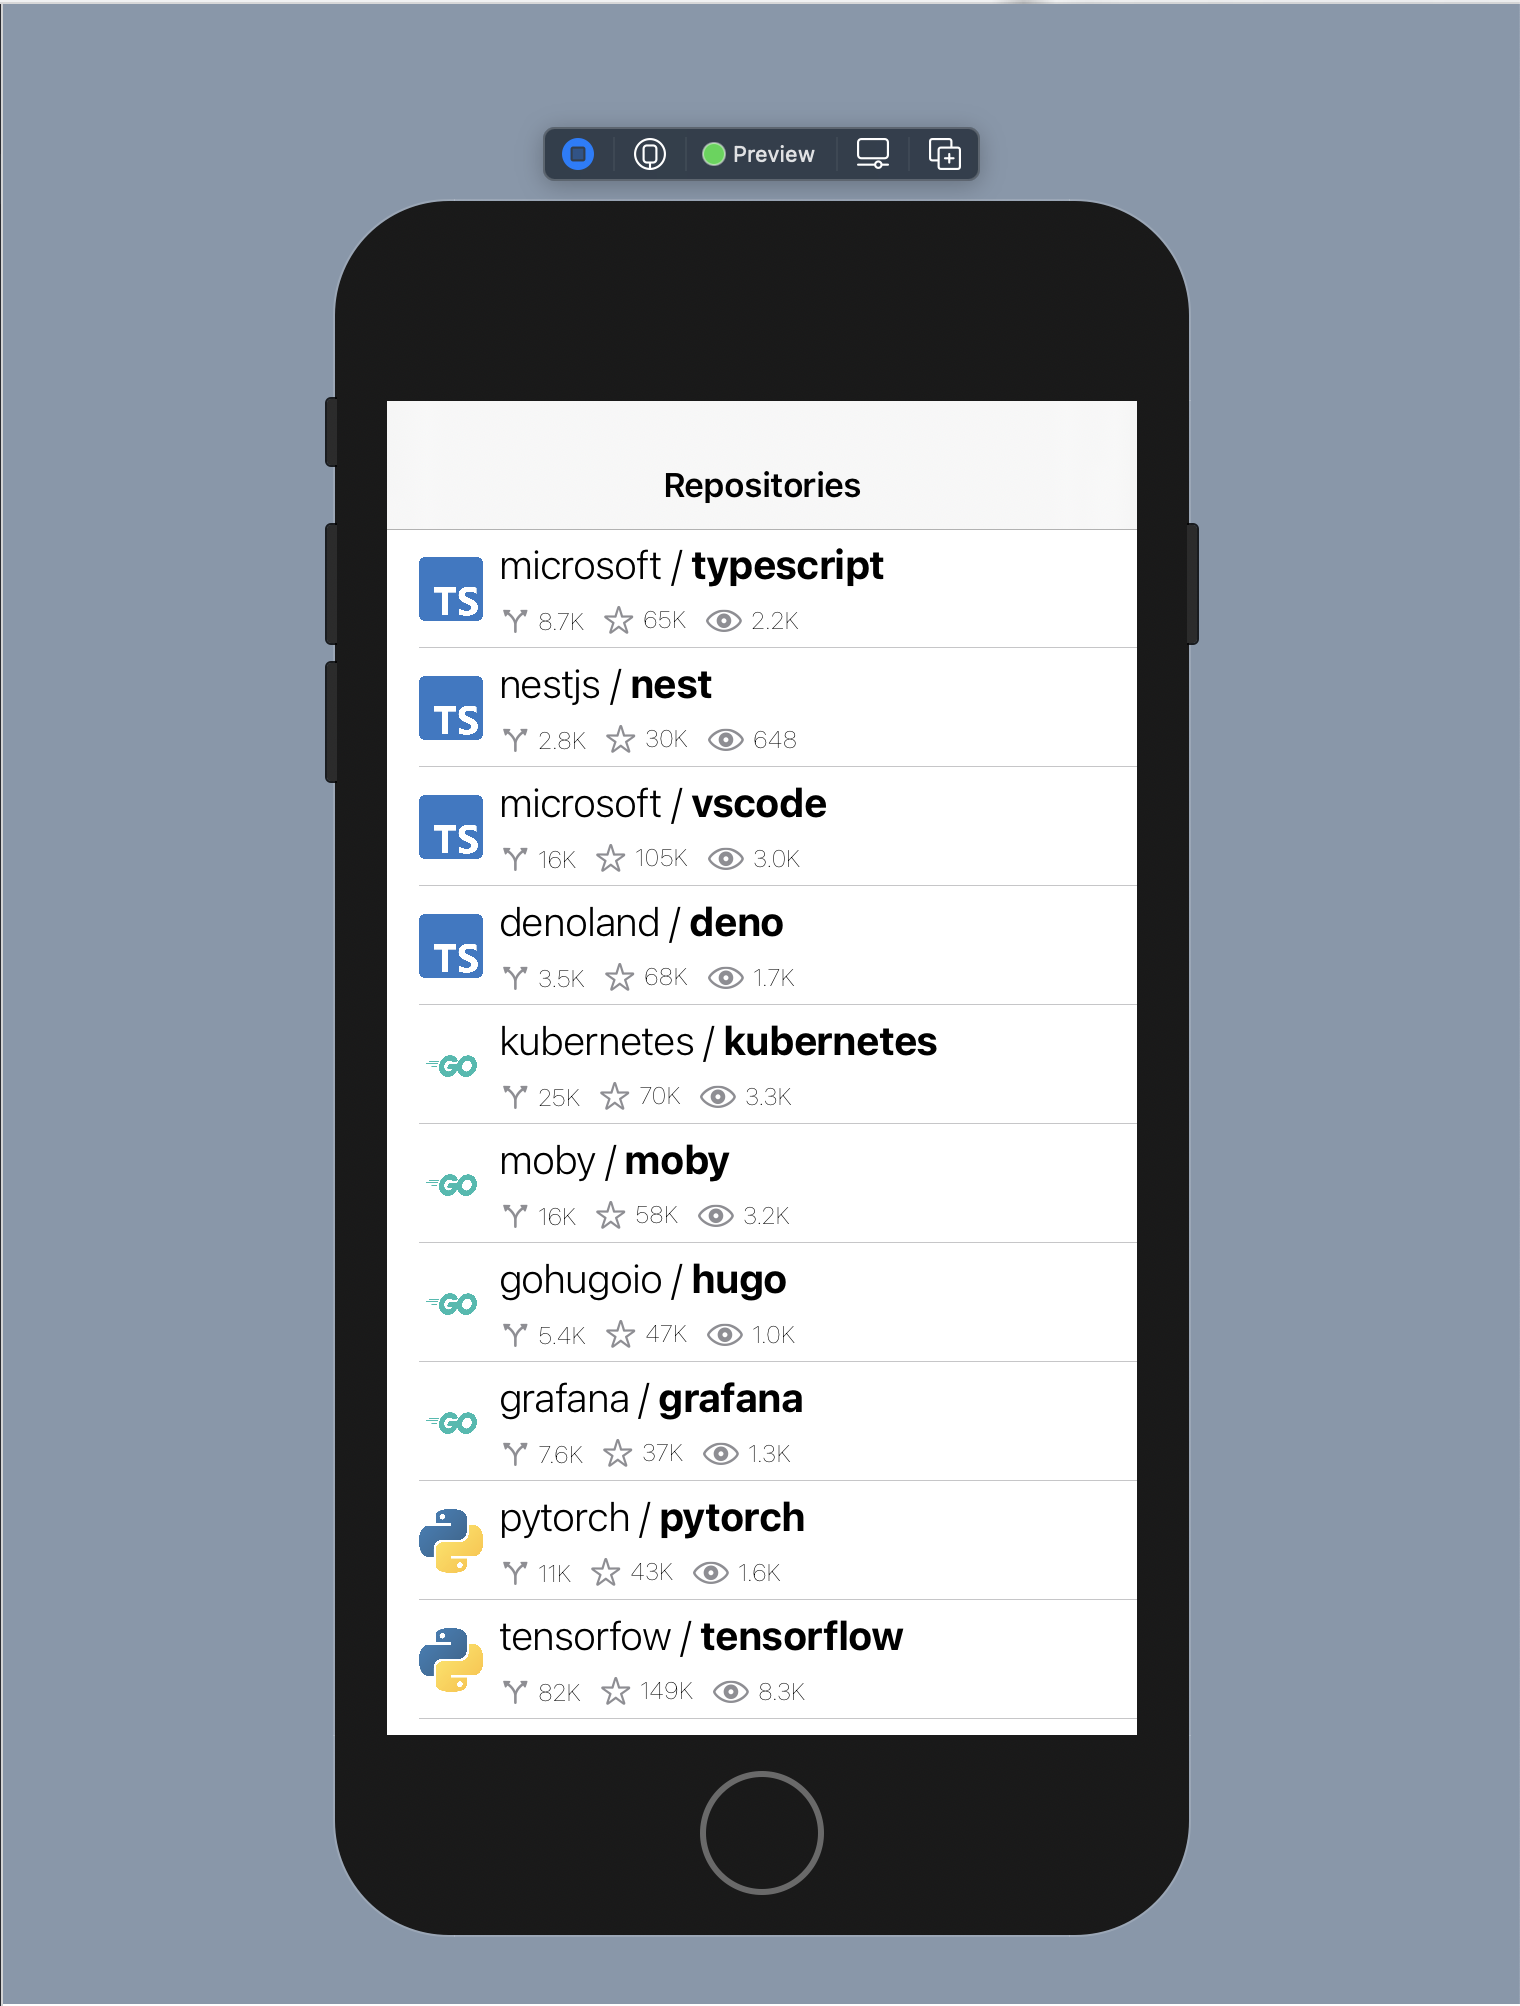 Preview
Repositories
TS
microsoft / typescript
8.7K 65K 2.2K
TS
nestjs / nest
2.8K 30K 648
TS
microsoft / vscode
16K 105K 3.0K
TS
denoland / deno
3.5K 68K 1.7K
GO
kubernetes / kubernetes
25K 70K 3.3K
GO
moby / moby
16K 58K 3.2K
GO
gohugoio / hugo
5.4K 47K 1.0K
GO
grafana / grafana
7.6K 37K 1.3K
pytorch / pytorch
11K 43K 1.6K
tensorfow / tensorflow
82K 149K 8.3K